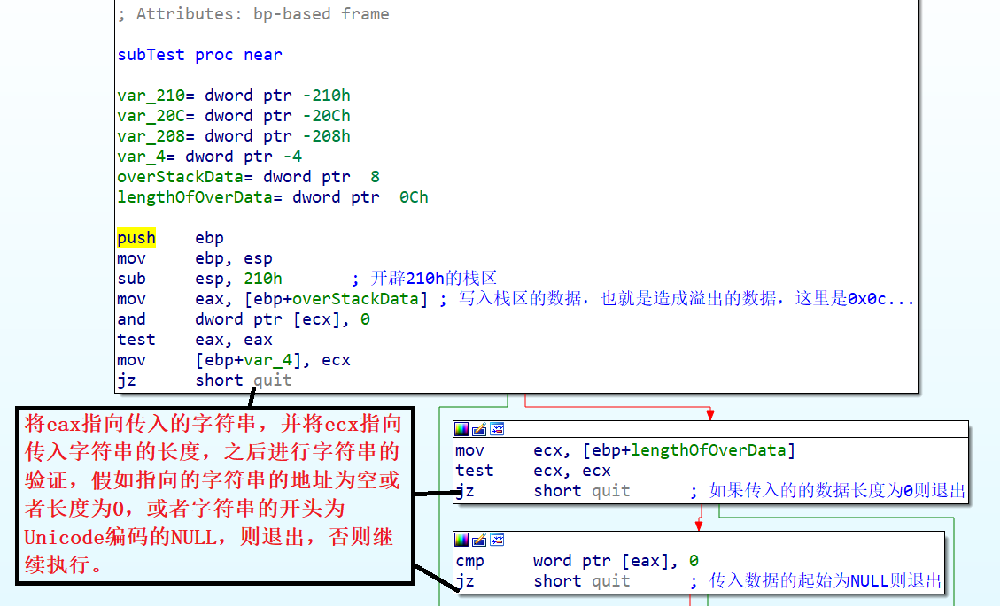 ; Attributes: bp-based frame
subTest proc near
var_210= dword ptr -210h
var_20C= dword ptr -20Ch
var_208= dword ptr -208h
var_4= dword ptr -4
overStackData= dword ptr  8
lengthOfOverData= dword ptr  0Ch
push    ebp
mov     ebp, esp
sub     esp, 210h       ; 开辟210h的栈区
mov     eax, [ebp+overStackData] ; 写入栈区的数据，也就是造成溢出的数据，这里是0x0c...
and     dword ptr [ecx], 0
test    eax, eax
mov     [ebp+var_4], ecx
jz      short quit
将eax指向传入的字符串，并将ecx指向
传入字符串的长度，之后进行字符串的
验证，假如指向的字符串的地址为空或
者长度为0，或者字符串的开头为
Unicode编码的NULL，则退出，否则继
续执行。
mov     ecx, [ebp+lengthOfOverData]
test    ecx, ecx
jz      short quit      ; 如果传入的的数据长度为0则退出
cmp     word ptr [eax], 0
jz      short quit      ; 传入数据的起始为NULL则退出